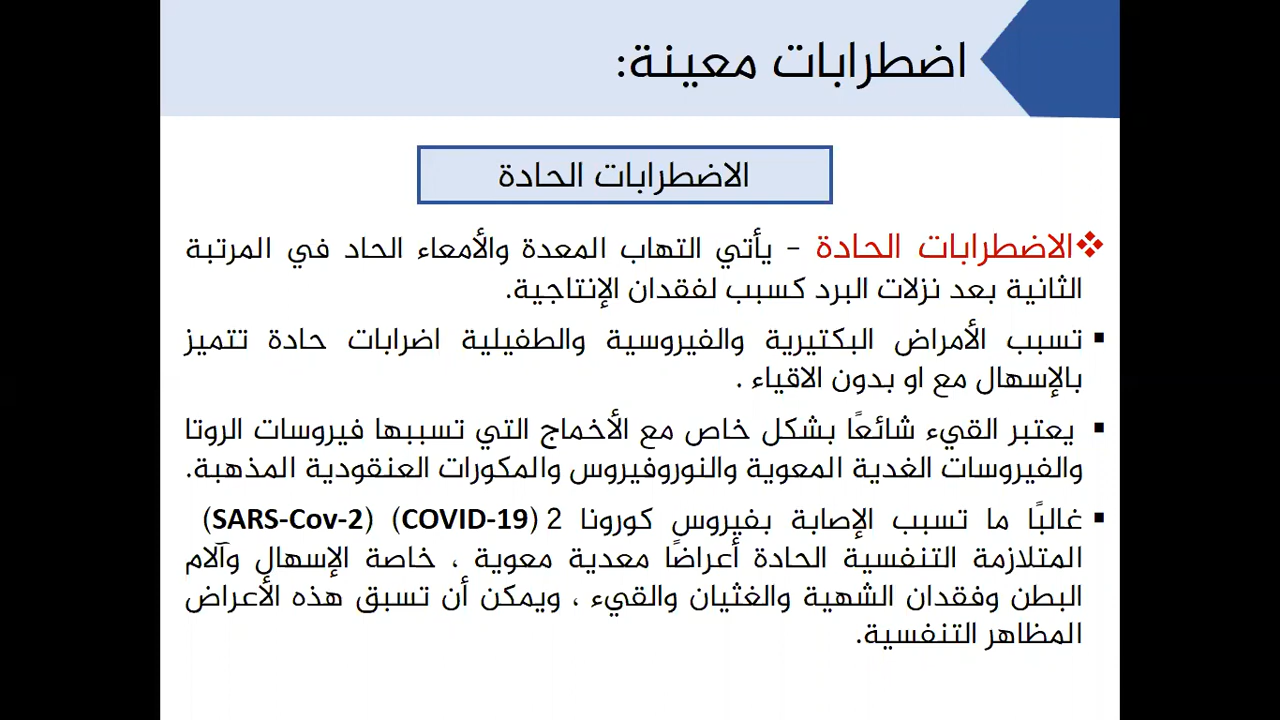 اضطرابات معينة:
الاضطرابات الحادة
❖الاضطرابات الحادة – يأتي التهاب المعدة والأمعاء الحاد في المرتبة
الثانية بعد نزلات البرد كسبب لفقدان الإنتاجية.
▪ تسبب الأمراض البكتيرية والفيروسية والطفيلية اضرابات حادة تتميز
بالإسهال مع او بدون الاقياء .
▪ يعتبر القيء شائعًا بشكل خاص مع الأخماج التي تسببها فيروسات الروتا
والفيروسات الغدية المعوية والنوروفيروس والمكورات العنقودية المذهبة.
▪ غالبًا ما تسبب الإصابة بفيروسٍ كورونا 2 (COVID-19) (SARS-Cov-2)
المتلازمة التنفسية الحادة أعراضًا معدية معوية ، خاصة الإسهال وآلام
البطن وفقدان الشهية والغثيان والقيء ، ويمكن أن تسبق هذه الأعراض
المظاهر التنفسية.